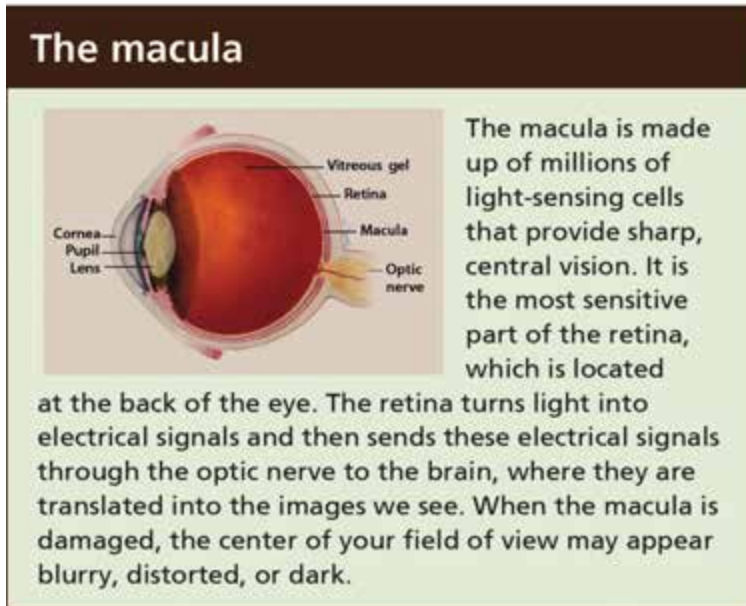 The macula
Vitreous gel
Retina
Macula
Optic
nerve
Cornea
Pupil
Lens
The macula is made
up of millions of
light-sensing cells
that provide sharp,
central vision. It is
the most sensitive
part of the retina,
which is located
at the back of the eye. The retina turns light into
electrical signals and then sends these electrical signals
through the optic nerve to the brain, where they are
translated into the images we see. When the macula is
damaged, the center of your field of view may appear
blurry, distorted, or dark.